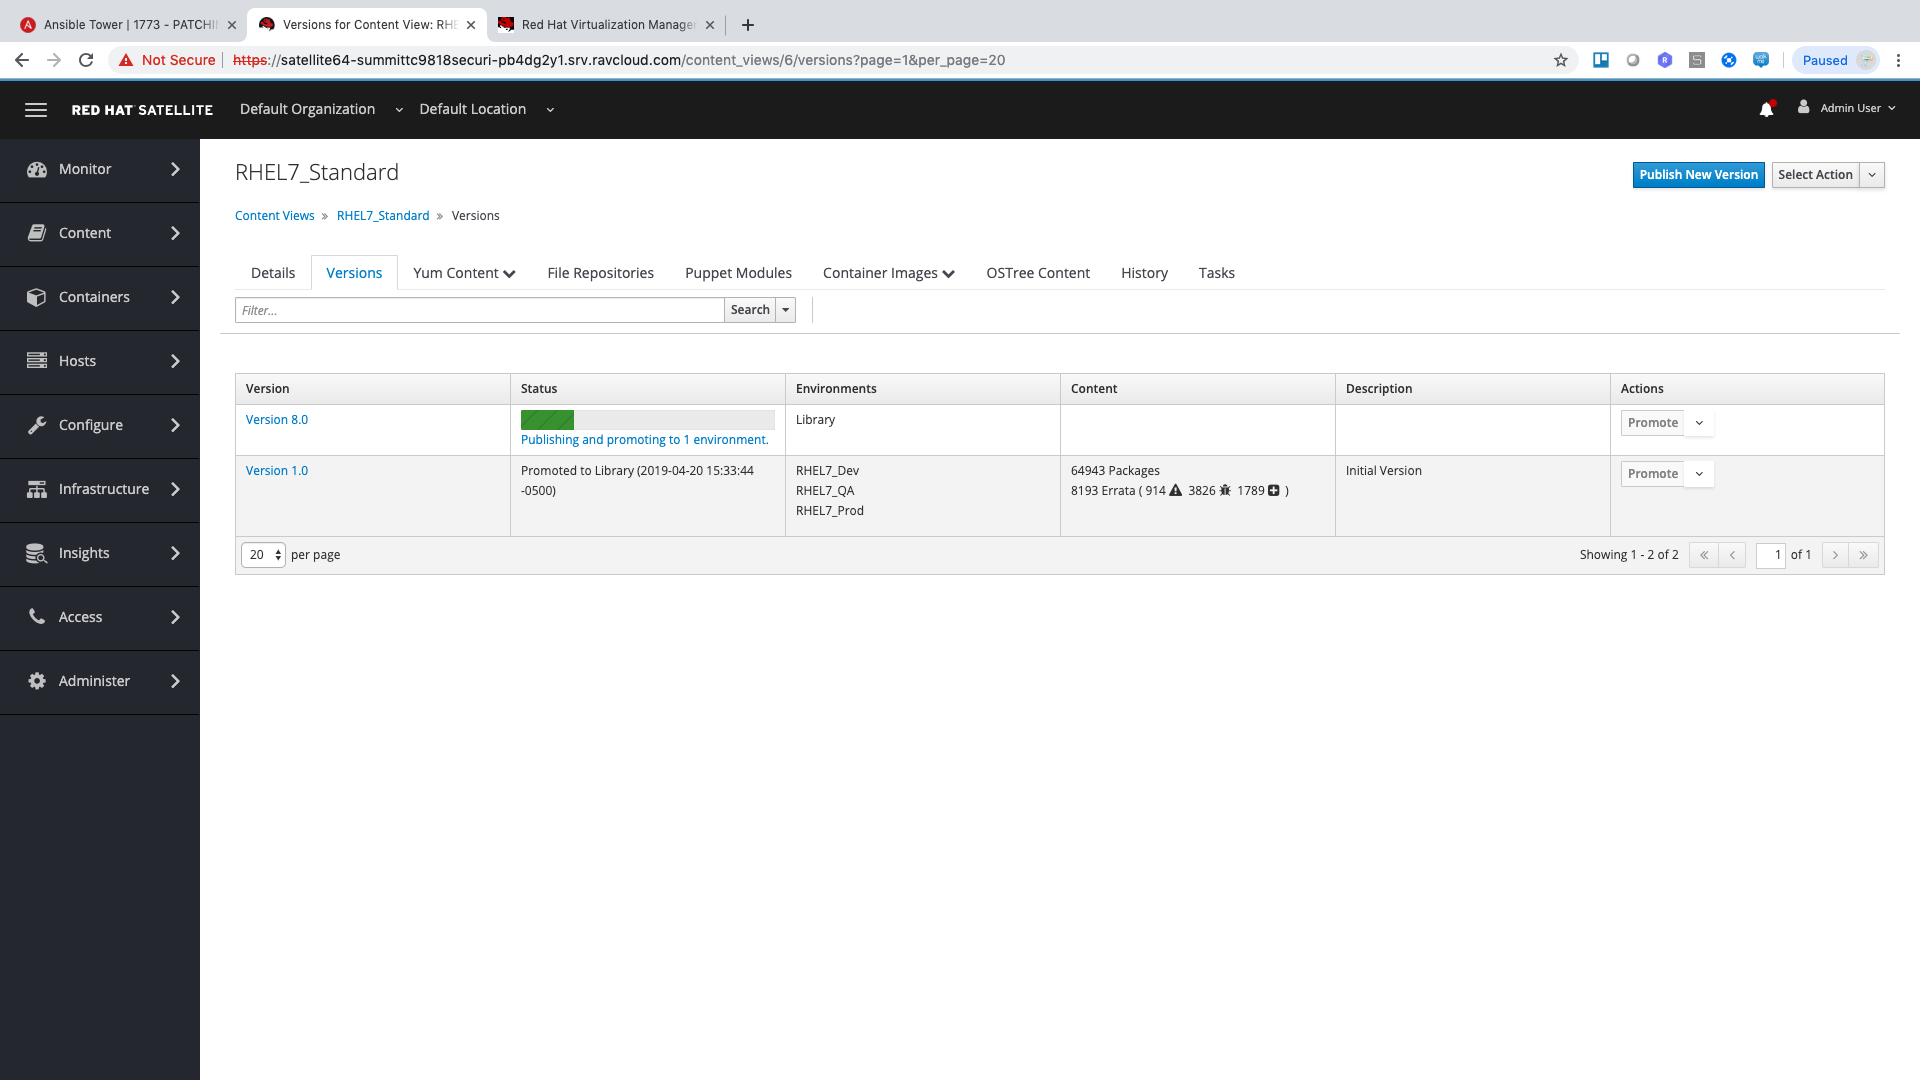 Ansible Tower | 1773 - PATCHI
Versions for Content View: RHE
Red Hat Virtualization Manage
Not Secure
https://satellite64-summittc9818securi-pb4dg2y1.srv.ravcloud.com/content_views/6/versions?page=1&per_page=20
Paused
RED HAT SATELLITE
Default Organization
Default Location
Admin User
Monitor
Content
Containers
Hosts
Configure
Infrastructure
Insights
Access
Administer
RHEL7_Standard
Publish New Version
Select Action
Content Views » RHEL7_Standard » Versions
Details Versions Yum Content File Repositories Puppet Modules Container Images OSTree Content History Tasks
Filter... Search
Version Status Environments Content Description Actions
Version 8.0
Publishing and promoting to 1 environment.
Library
Promote
Version 1.0
Promoted to Library (2019-04-20 15:33:44
-0500)
RHEL7_Dev
RHEL7_QA
RHEL7_Prod
64943 Packages
8193 Errata ( 914 3826 1789 )
Initial Version
Promote
20 per page
Showing 1 - 2 of 2 « ‹ 1 of 1 › »